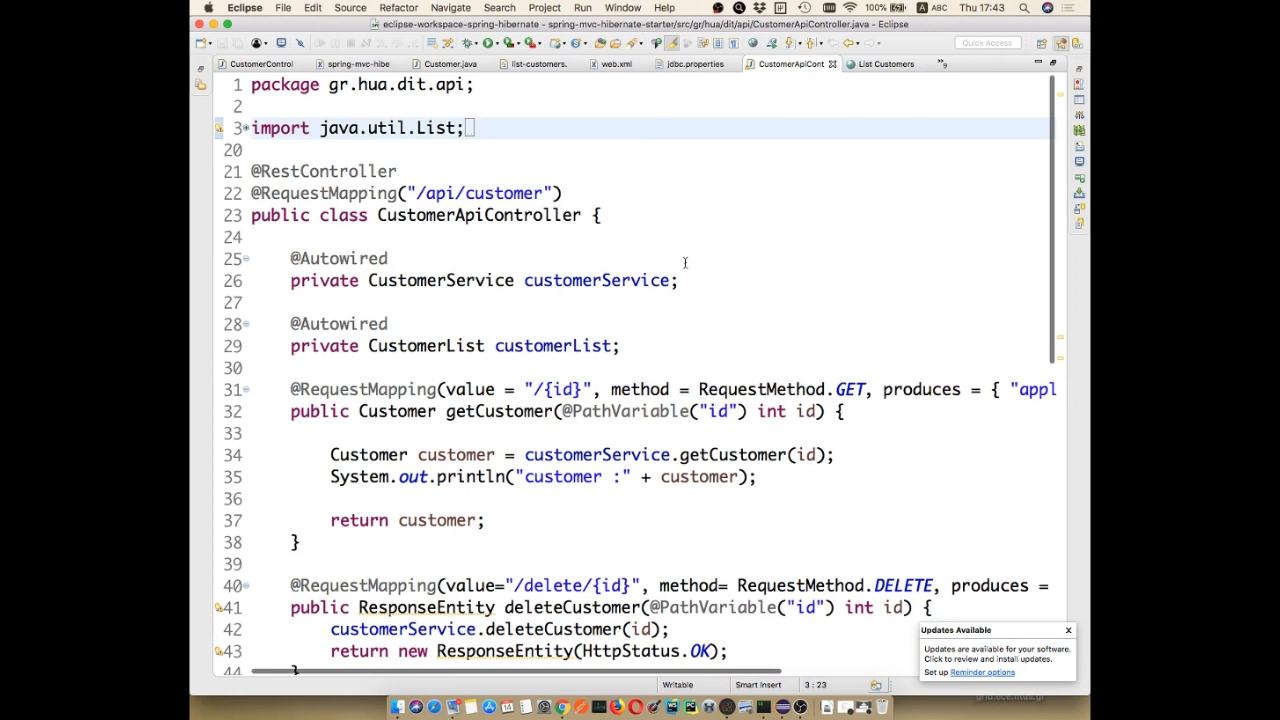 Eclipse File Edit Source Refactor Navigate Search Project Run Window Help 100% ABC Thu 17:43
eclipse-workspace-spring-hibernate - spring-mvc-hibernate-starter/src/gr/hua/dit/api/CustomerApiController.java - Eclipse
Quick Access
CustomerControl spring-mvc-hibe Customer.java list-customers. web.xml jdbc.properties CustomerApiCont List Customers »9
1 package gr.hua.dit.api;
2
3 import java.util.List;
20
21 @RestController
22 @RequestMapping("/api/customer")
23 public class CustomerApiController {
24
25 @Autowired
26 private CustomerService customerService;
27
28 @Autowired
29 private CustomerList customerList;
30
31 @RequestMapping(value = "/{id}", method = RequestMethod.GET, produces = { "appl
32 public Customer getCustomer(@PathVariable("id") int id) {
33
34 Customer customer = customerService.getCustomer(id);
35 System.out.println("customer :" + customer);
36
37 return customer;
38 }
39
40 @RequestMapping(value="/delete/{id}", method= RequestMethod.DELETE, produces =
41 public ResponseEntity deleteCustomer(@PathVariable("id") int id) {
42 customerService.deleteCustomer(id);
43 return new ResponseEntity(HttpStatus.OK);
44 }
Updates Available
Updates are available for your software.
Click to review and install updates.
Set up Reminder options
Writable Smart Insert 3 : 23